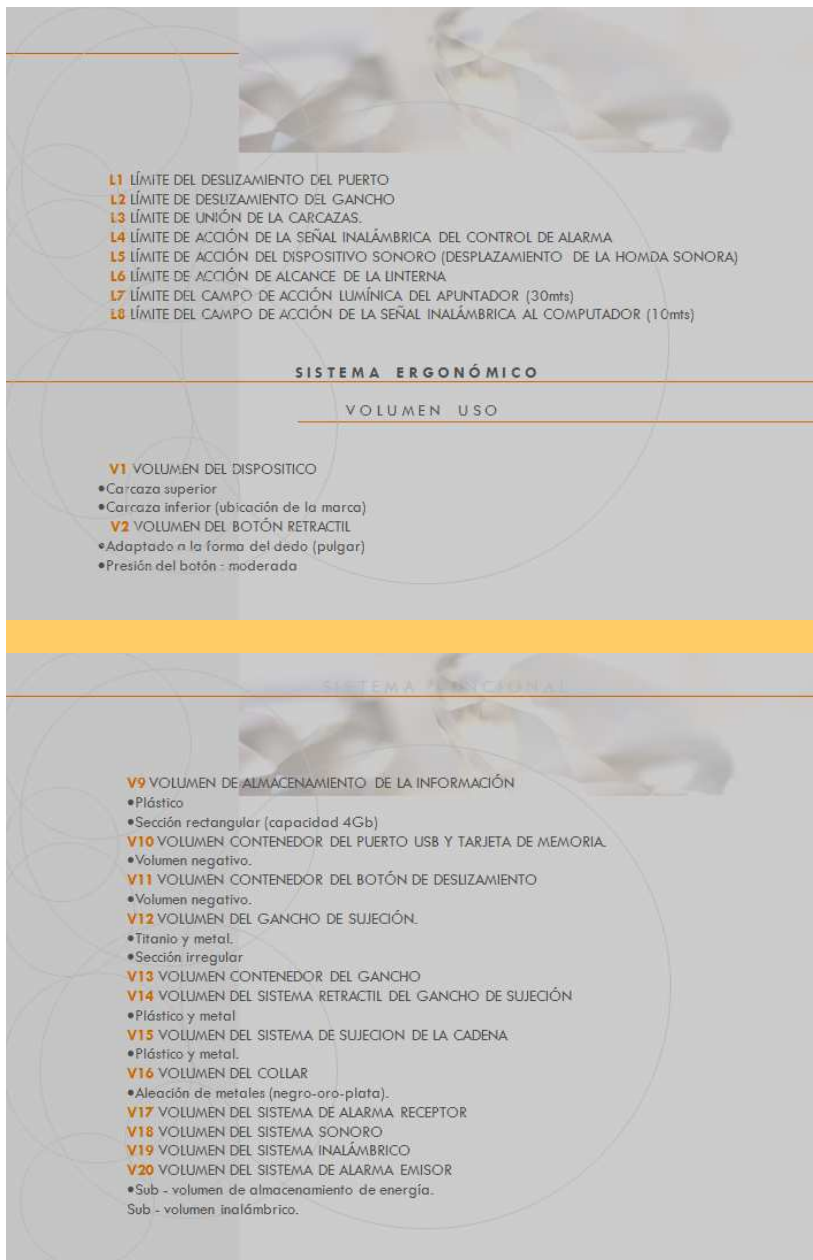 L1 LÍMITE DEL DESLIZAMIENTO DEL PUERTO
L2 LÍMITE DE DESLIZAMIENTO DEL GANCHO
L3 LÍMITE DE UNIÓN DE LA CARCAZAS.
L4 LÍMITE DE ACCIÓN DE LA SEÑAL INALÁMBRICA DEL CONTROL DE ALARMA
L5 LÍMITE DE ACCIÓN DEL DISPOSITIVO SONORO (DESPLAZAMIENTO DE LA HOMDA SONORA)
L6 LÍMITE DE ACCIÓN DE ALCANCE DE LA LINTERNA
L7 LÍMITE DEL CAMPO DE ACCIÓN LUMÍNICA DEL APUNTADOR (30mts)
L8 LÍMITE DEL CAMPO DE ACCIÓN DE LA SEÑAL INALÁMBRICA AL COMPUTADOR (10mts)
SISTEMA ERGONÓMICO
VOLUMEN USO
V1 VOLUMEN DEL DISPOSITICO
•Carcaza superior
•Carcaza inferior (ubicación de la marca)
V2 VOLUMEN DEL BOTÓN RETRACTIL
•Adaptado a la forma del dedo (pulgar)
•Presión del botón : moderada
SISTEMA FUNCIONAL
V9 VOLUMEN DE ALMACENAMIENTO DE LA INFORMACIÓN
•Plástico
•Sección rectangular (capacidad 4Gb)
V10 VOLUMEN CONTENEDOR DEL PUERTO USB Y TARJETA DE MEMORIA.
•Volumen negativo.
V11 VOLUMEN CONTENEDOR DEL BOTÓN DE DESLIZAMIENTO
•Volumen negativo.
V12 VOLUMEN DEL GANCHO DE SUJECIÓN.
•Titanio y metal.
•Sección irregular
V13 VOLUMEN CONTENEDOR DEL GANCHO
V14 VOLUMEN DEL SISTEMA RETRACTIL DEL GANCHO DE SUJECIÓN
•Plástico y metal
V15 VOLUMEN DEL SISTEMA DE SUJECION DE LA CADENA
•Plástico y metal.
V16 VOLUMEN DEL COLLAR
•Aleación de metales (negro-oro-plata).
V17 VOLUMEN DEL SISTEMA DE ALARMA RECEPTOR
V18 VOLUMEN DEL SISTEMA SONORO
V19 VOLUMEN DEL SISTEMA INALÁMBRICO
V20 VOLUMEN DEL SISTEMA DE ALARMA EMISOR
•Sub - volumen de almacenamiento de energía.
Sub - volumen inalámbrico.